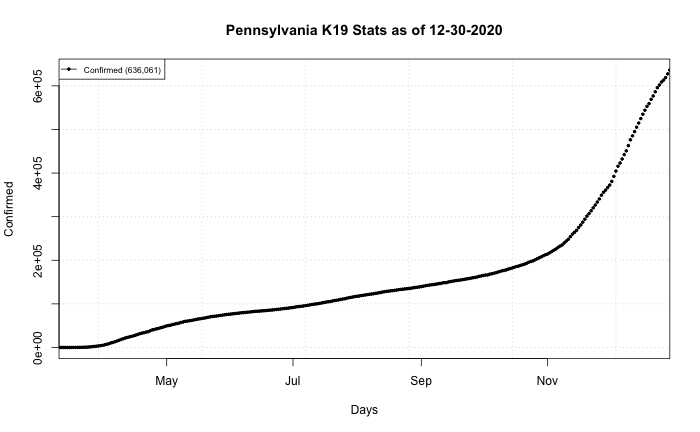 Pennsylvania K19 Stats as of 12-30-2020
Confirmed (636,061)
6e+05
4e+05
2e+05
0e+00
Confirmed
May Jul Sep Nov
Days